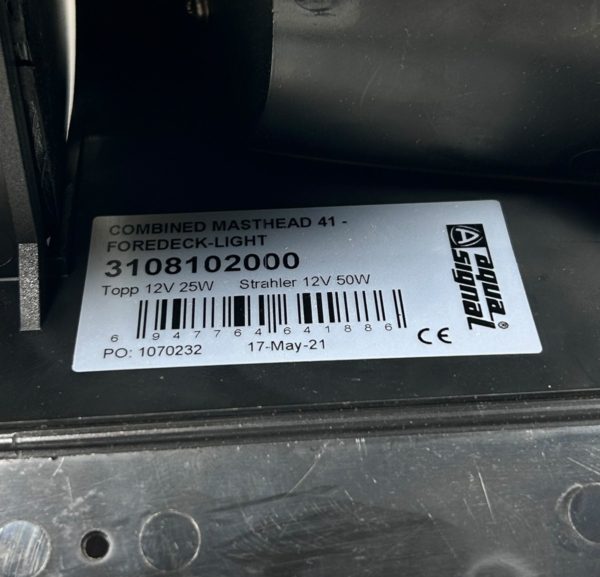 COMBINED MASTHEAD 41 -
FOREDECK-LIGHT
3108102000
Topp 12V 25W Strahler 12V 50W
6 947764 641886
PO: 1070232 17-May-21
CE
aqua
Signal®